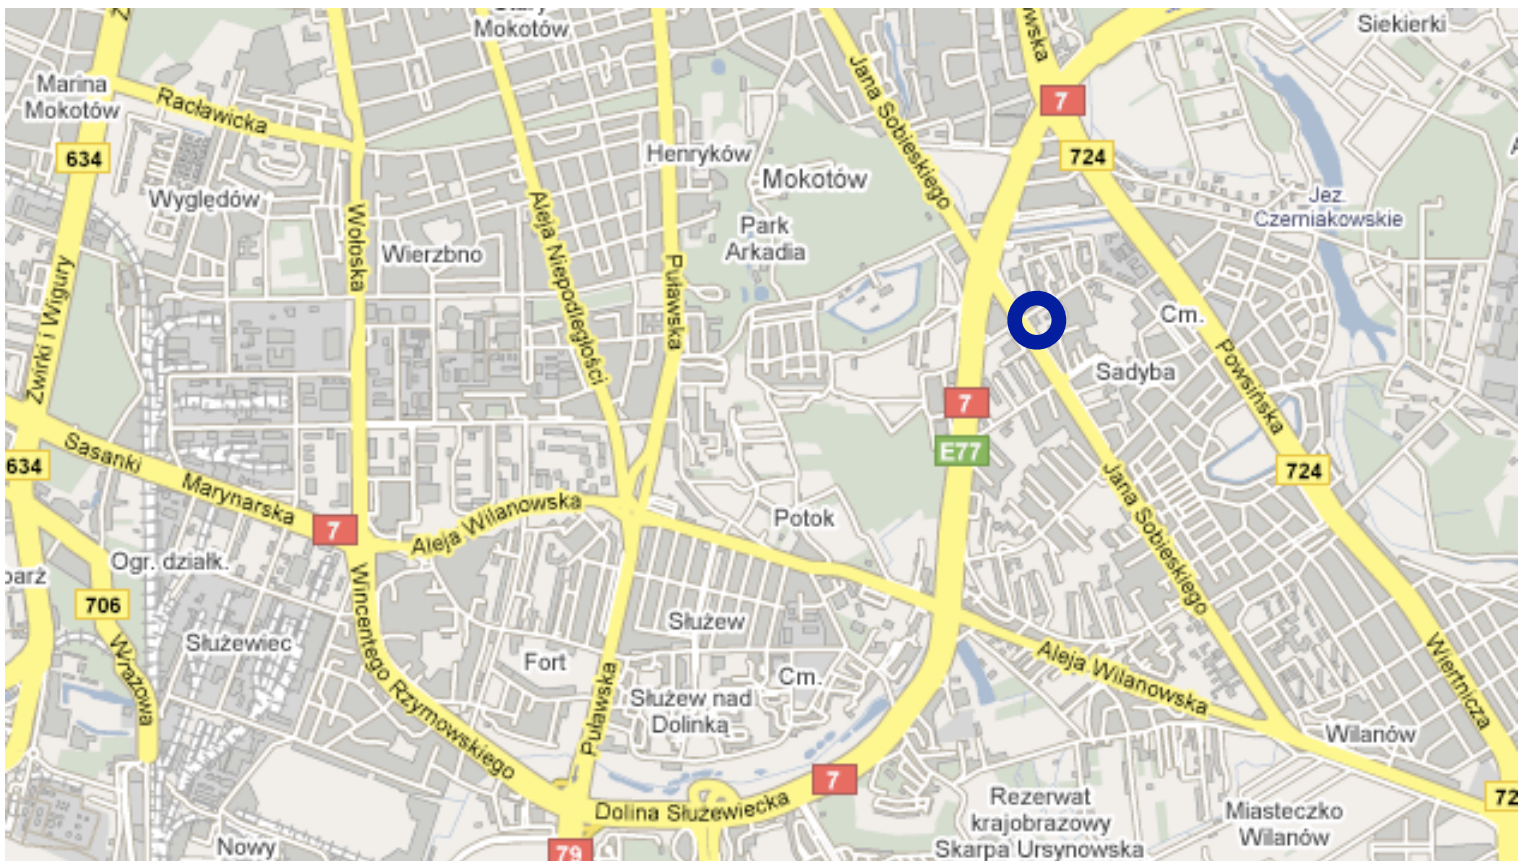 Mokotów
Siekierki
Marina
Mokotów
Racławicka
Jana Sobieskiego
7
634
724
Henryków
Mokotów
Wyględów
Jez.
Czerniakowskie
Wołoska
Aleja Niepodległości
Park
Arkadia
Wierzbno
Puławska
Żwirki i Wigury
Cm.
Powsińska
Sadyba
7
E77
Sasanki
634
Marynarska
724
7
Aleja Wilanowska
Potok
Jana Sobieskiego
Ogr. działk.
706
Wincentego Rzymowskiego
Służew
Służewiec
Wrażowa
Fort
Cm.
Aleja Wilanowska
Wiertnicza
Puławska
Służew nad
Dolinką
Wilanów
7
Dolina Służewiecka
Rezerwat
krajobrazowy
Skarpa Ursynowska
Miasteczko
Wilanów
Nowy
79